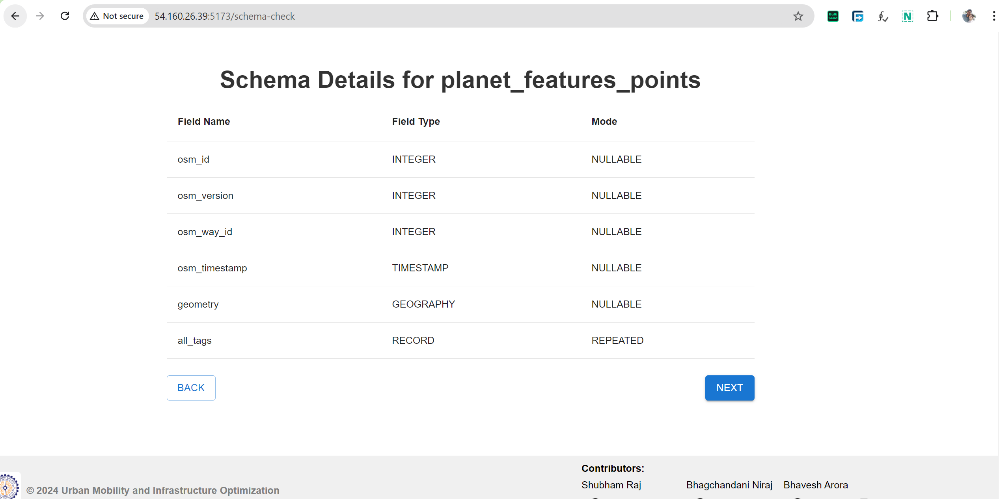 Not secure 54.160.26.39:5173/schema-check Bulk Send N
Schema Details for planet_features_points
Field Name Field Type Mode
osm_id INTEGER NULLABLE
osm_version INTEGER NULLABLE
osm_way_id INTEGER NULLABLE
osm_timestamp TIMESTAMP NULLABLE
geometry GEOGRAPHY NULLABLE
all_tags RECORD REPEATED
BACK NEXT
Contributors:
Shubham Raj Bhagchandani Niraj Bhavesh Arora
© 2024 Urban Mobility and Infrastructure Optimization